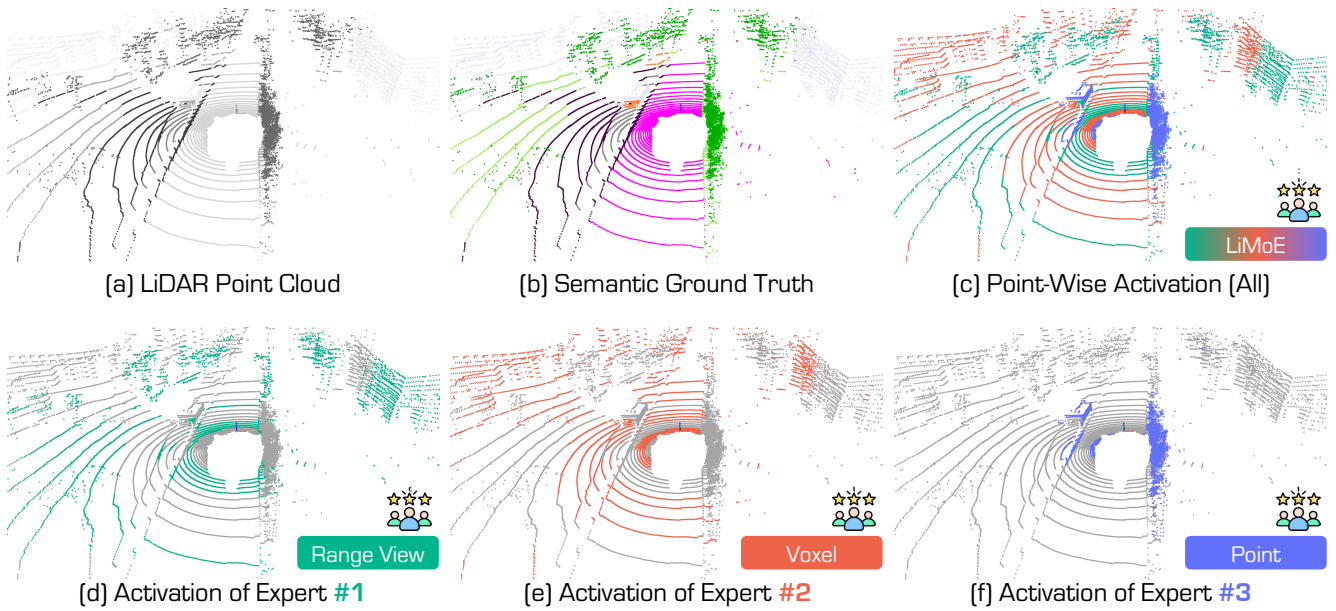 LiMoE
(a) LiDAR Point Cloud
(b) Semantic Ground Truth
(c) Point-Wise Activation (All)
Range View
Voxel
Point
(d) Activation of Expert #1
(e) Activation of Expert #2
(f) Activation of Expert #3